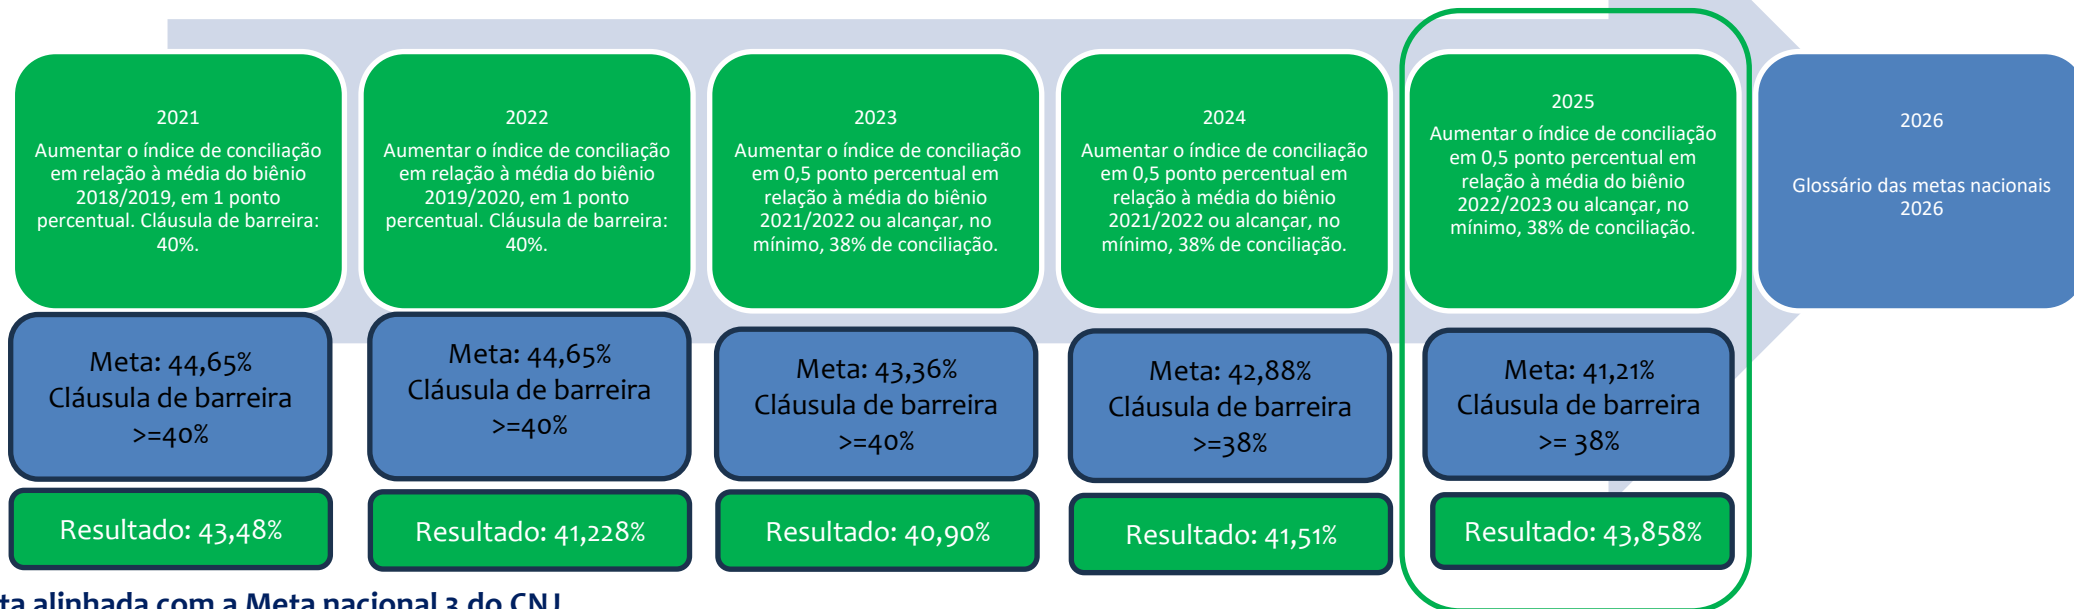 2021
Aumentar o índice de conciliação
em relação à média do biênio
2018/2019, em 1 ponto
percentual. Cláusula de barreira:
40%.
2022
Aumentar o índice de conciliação
em relação à média do biênio
2019/2020, em 1 ponto
percentual. Cláusula de barreira:
40%.
2023
Aumentar o índice de conciliação
em 0,5 ponto percentual em
relação à média do biênio
2021/2022 ou alcançar, no
mínimo, 38% de conciliação.
2024
Aumentar o índice de conciliação
em 0,5 ponto percentual em
relação à média do biênio
2021/2022 ou alcançar, no
mínimo, 38% de conciliação.
2025
Aumentar o índice de conciliação
em 0,5 ponto percentual em
relação à média do biênio
2022/2023 ou alcançar, no
mínimo, 38% de conciliação.
2026
Glossário das metas nacionais
2026
Meta: 44,65%
Cláusula de barreira
>=40%
Meta: 44,65%
Cláusula de barreira
>=40%
Meta: 43,36%
Cláusula de barreira
>=40%
Meta: 42,88%
Cláusula de barreira
>=38%
Meta: 41,21%
Cláusula de barreira
>= 38%
Resultado: 43,48%
Resultado: 41,228%
Resultado: 40,90%
Resultado: 41,51%
Resultado: 43,858%
ta alinhada com a Meta nacional 3 do CNJ